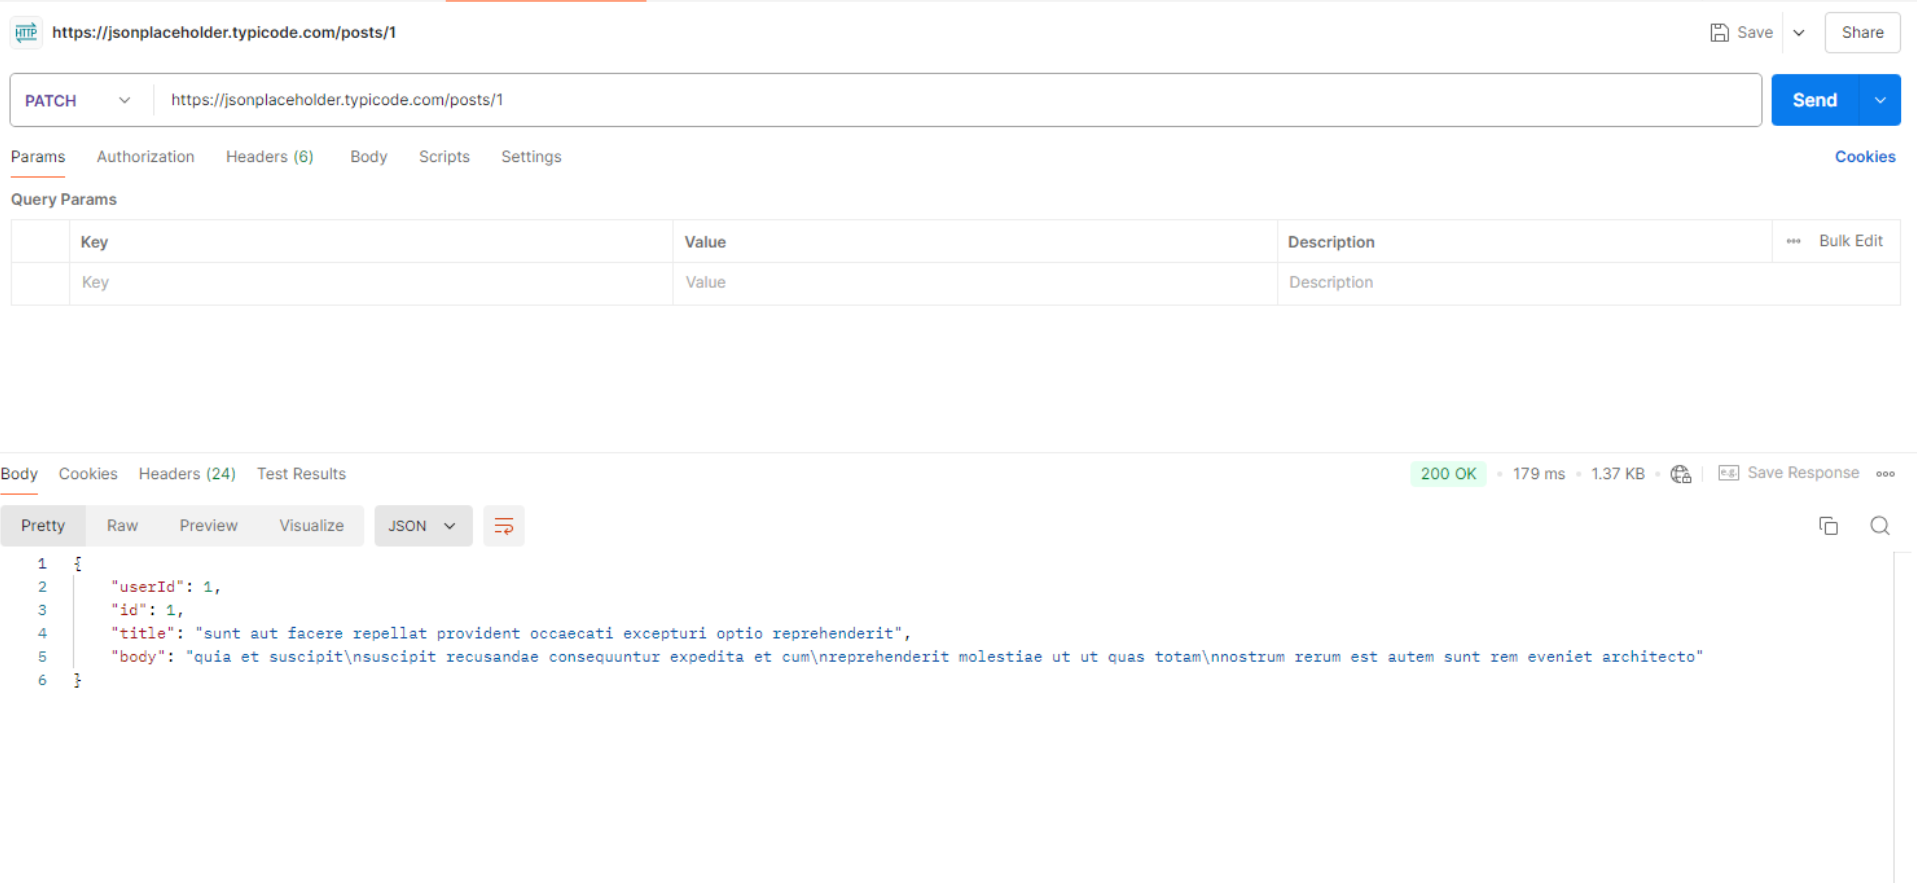 HTTP https://jsonplaceholder.typicode.com/posts/1 Save Share
PATCH https://jsonplaceholder.typicode.com/posts/1 Send
Params Authorization Headers (6) Body Scripts Settings Cookies
Query Params
Key Value Description ••• Bulk Edit
Key Value Description
Body Cookies Headers (24) Test Results 200 OK • 179 ms • 1.37 KB • e.g. Save Response •••
Pretty Raw Preview Visualize JSON
1 {
2 "userId": 1,
3 "id": 1,
4 "title": "sunt aut facere repellat provident occaecati excepturi optio reprehenderit",
5 "body": "quia et suscipit\nsuscipit recusandae consequuntur expedita et cum\nreprehenderit molestiae ut ut quas totam\nnostrum rerum est autem sunt rem eveniet architecto"
6 }